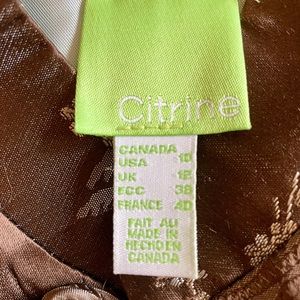 Citrine
CANADA
USA 10
UK 12
ECC 38
FRANCE 40
FAIT AU
MADE IN
HECHO EN
CANADA